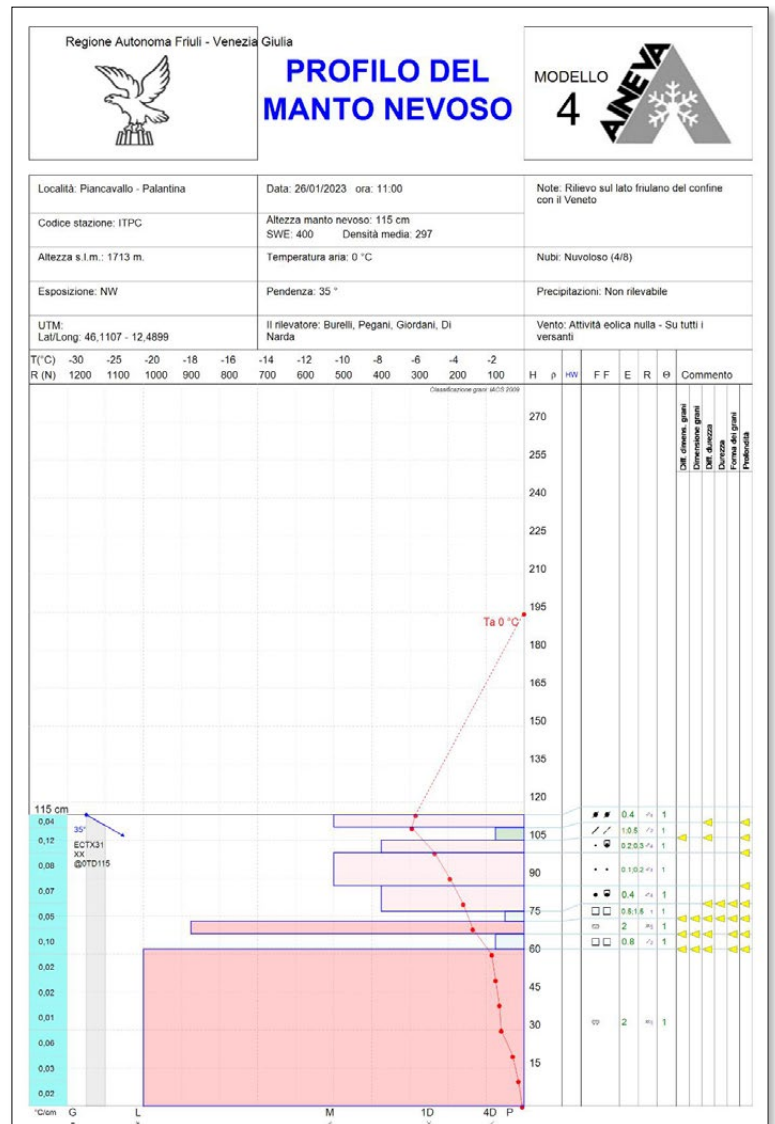 Regione Autonoma Friuli - Venezia Giulia
PROFILO DEL
MANTO NEVOSO
MODELLO
4
AINEVA
Località: Piancavallo - Palantina
Data: 26/01/2023 ora: 11:00
Note: Rilievo sul lato friulano del confine
con il Veneto
Codice stazione: ITPC
Altezza manto nevoso: 115 cm
SWE: 400 Densità media: 297
Altezza s.l.m.: 1713 m.
Temperatura aria: 0 °C
Nubi: Nuvoloso (4/8)
Esposizione: NW
Pendenza: 35 °
Precipitazioni: Non rilevabile
UTM:
Lat/Long: 46,1107 - 12,4899
Il rilevatore: Burelli, Pegani, Giordani, Di
Narda
Vento: Attività eolica nulla - Su tutti i
versanti
T(°C) -30 -25 -20 -18 -16 -14 -12 -10 -8 -6 -4 -2
R (N) 1200 1100 1000 900 800 700 600 500 400 300 200 100 H ρ HW F F E R Θ Commento
Classificazione grani: IACS 2009
Diff. dimens. grani
Dimensione grani
Diff. durezza
Durezza
Forma dei grani
Profondità
270
255
240
225
210
195
Ta 0 °C
180
165
150
135
120
115 cm
0,04
0.4 1
35°
105
1;0.5 1
ECTX31
XX
@0TD115
0,12
0.2;0.3 1
0,08
90
0.1;0.2 1
0,07
0.4 1
75
0,05
0.8;1.5 1
2 1
0,10
60
0.8 1
0,02
45
0,02
0,01
30
2 1
0,06
15
0,03
0,02
°C/cm G L M 1D 4D P